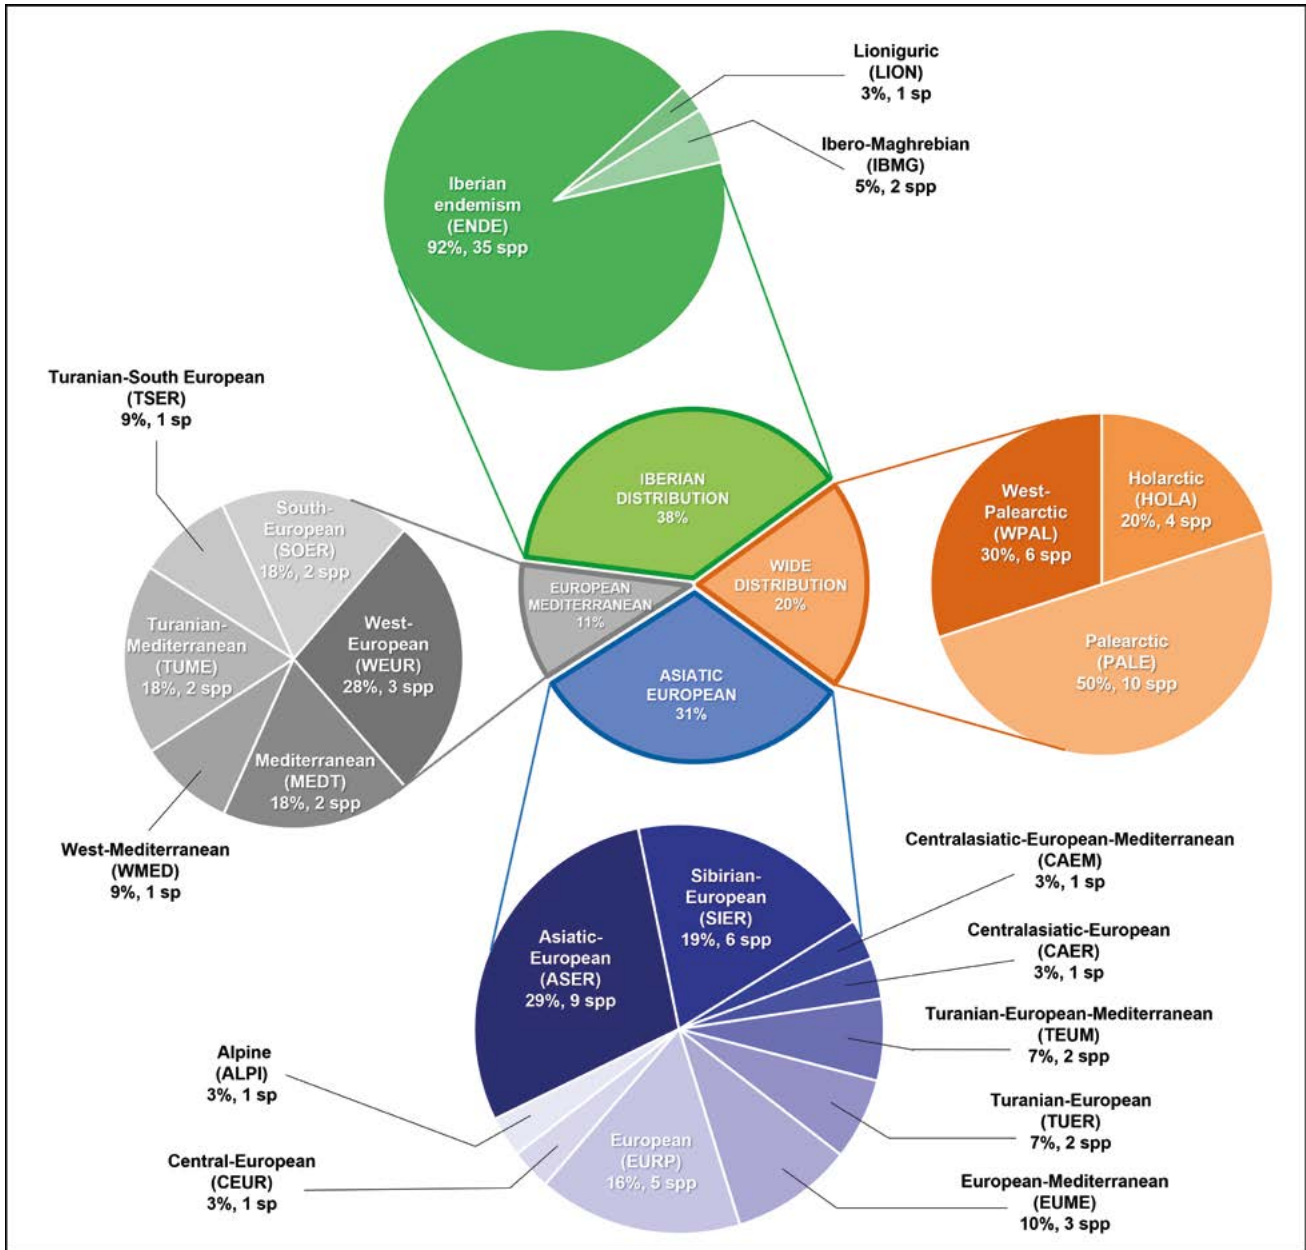 Lioniguric
(LION)
3%, 1 sp
Ibero-Maghrebian
(IBMG)
5%, 2 spp
Iberian
endemism
(ENDE)
92%, 35 spp
Turanian-South European
(TSER)
9%, 1 sp
South-
European
(SOER)
18%, 2 spp
Turanian-
Mediterranean
(TUME)
18%, 2 spp
West-
European
(WEUR)
28%, 3 spp
Mediterranean
(MEDT)
18%, 2 spp
West-Mediterranean
(WMED)
9%, 1 sp
IBERIAN
DISTRIBUTION
38%
EUROPEAN
MEDITERRANEAN
11%
WIDE
DISTRIBUTION
20%
ASIATIC
EUROPEAN
31%
West-
Palearctic
(WPAL)
30%, 6 spp
Holarctic
(HOLA)
20%, 4 spp
Palearctic
(PALE)
50%, 10 spp
Sibirian-
European
(SIER)
19%, 6 spp
Asiatic-
European
(ASER)
29%, 9 spp
Centralasiatic-European-Mediterranean
(CAEM)
3%, 1 sp
Centralasiatic-European
(CAER)
3%, 1 sp
Turanian-European-Mediterranean
(TEUM)
7%, 2 spp
Turanian-European
(TUER)
7%, 2 spp
European-Mediterranean
(EUME)
10%, 3 spp
European
(EURP)
16%, 5 spp
Alpine
(ALPI)
3%, 1 sp
Central-European
(CEUR)
3%, 1 sp